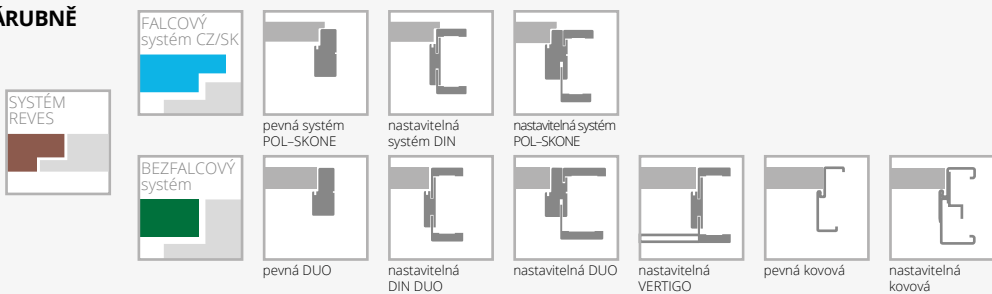 ÁRUBNĚ
SYSTÉM
REVES
FALCOVÝ
systém CZ/SK
pevná systém
POL–SKONE
nastavitelná
systém DIN
nastavitelná systém
POL–SKONE
BEZFALCOVÝ
systém
pevná DUO
nastavitelná
DIN DUO
nastavitelná DUO
nastavitelná
VERTIGO
pevná kovová
nastavitelná
kovová